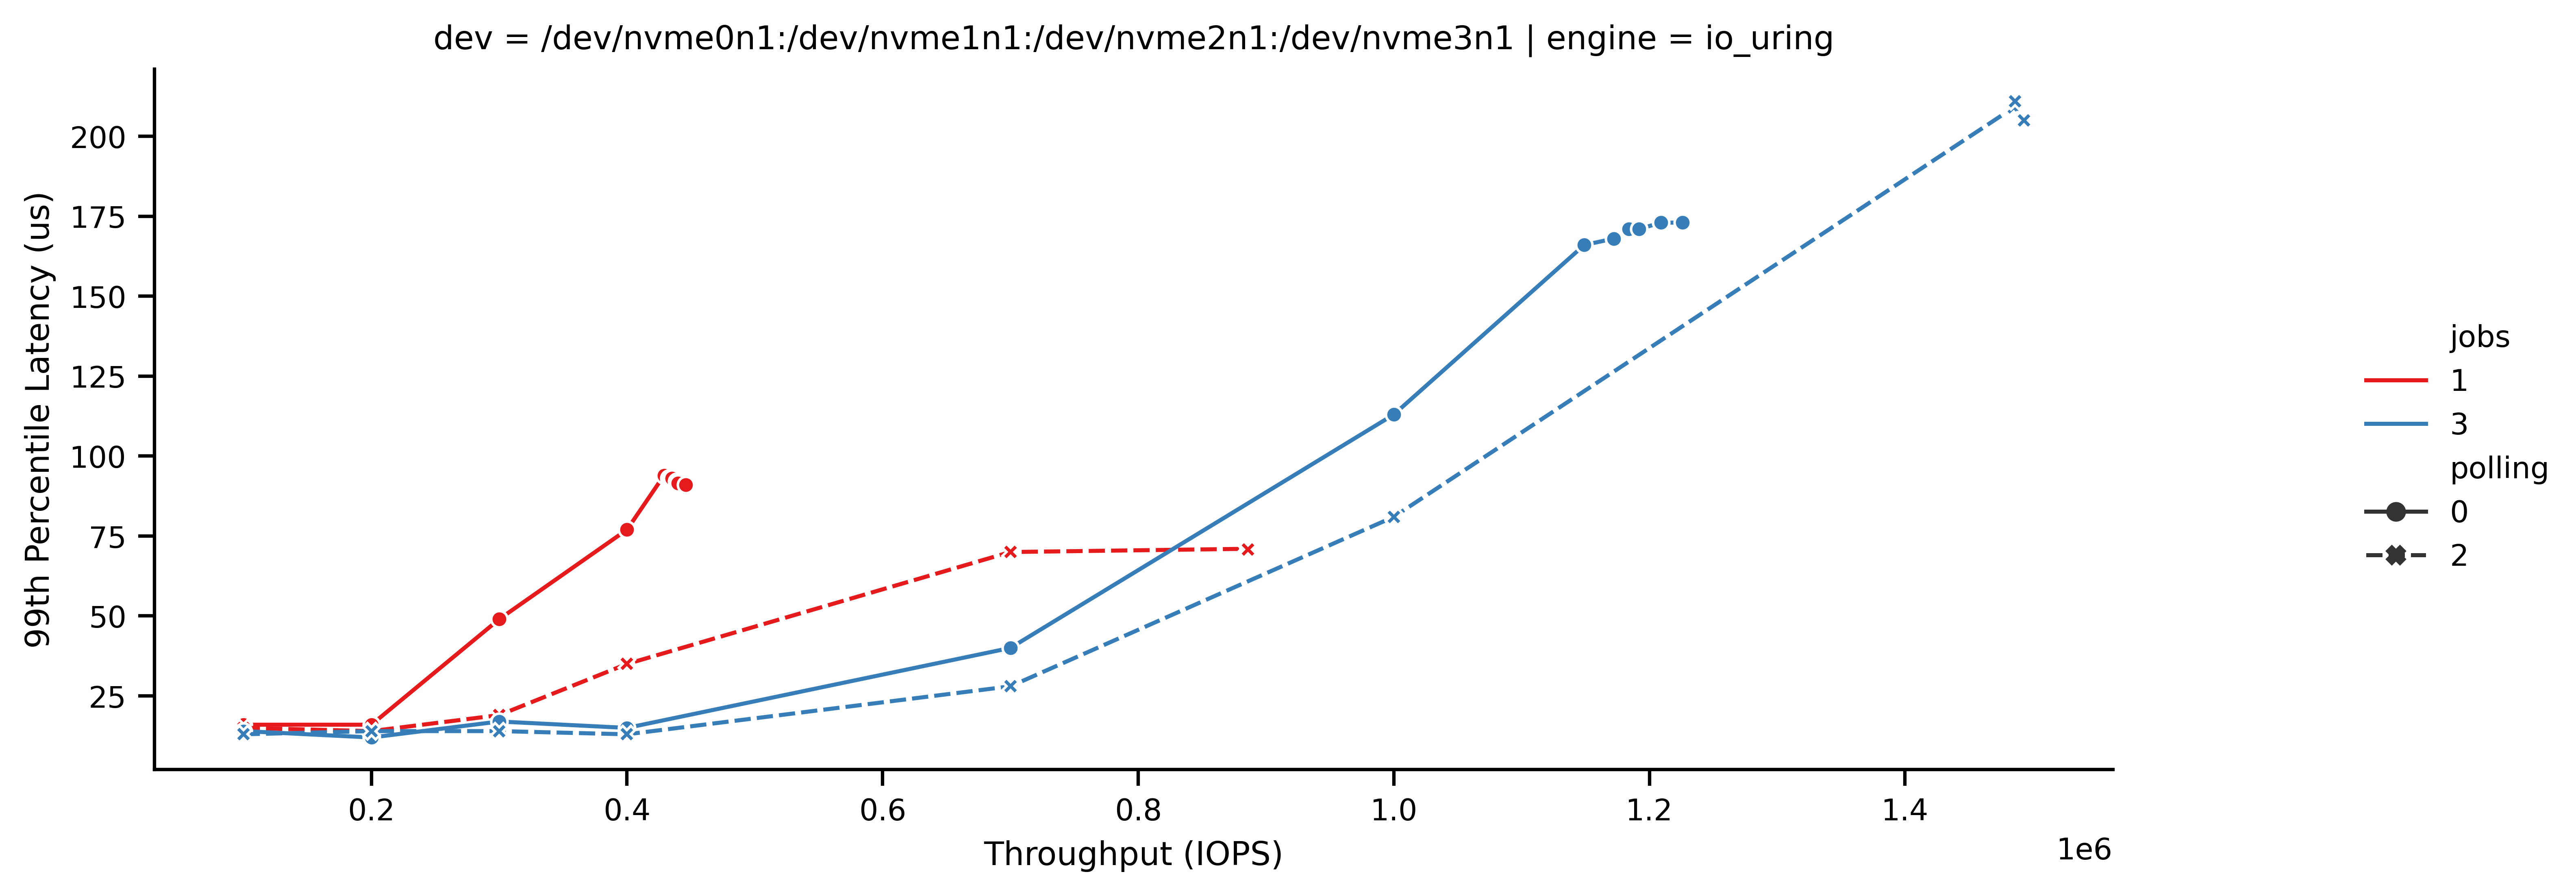 dev = /dev/nvme0n1:/dev/nvme1n1:/dev/nvme2n1:/dev/nvme3n1 | engine = io_uring
99th Percentile Latency (us)
200
175
150
125
100
75
50
25
0.2 0.4 0.6 0.8 1.0 1.2 1.4
1e6
Throughput (IOPS)
jobs
1
3
polling
0
2